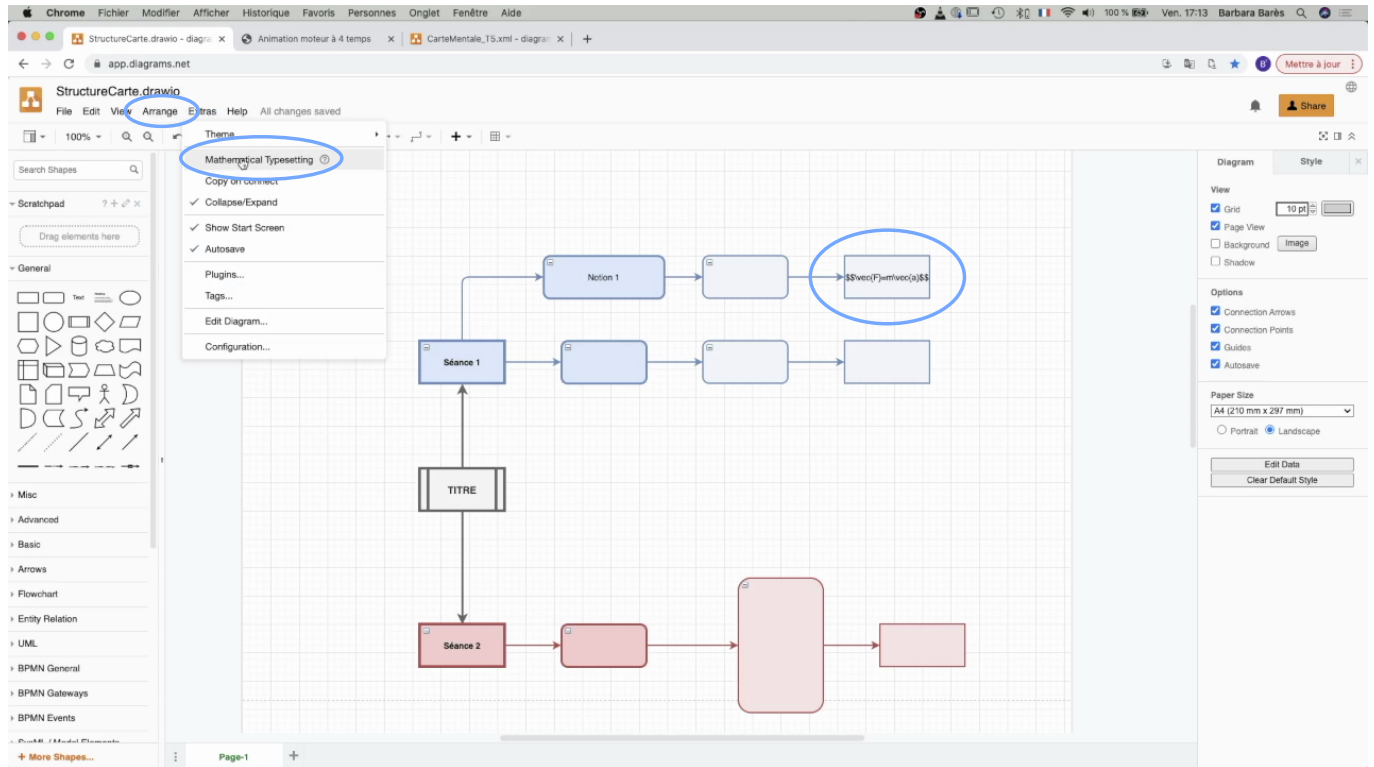 Chrome Fichier Modifier Afficher Historique Favoris Personnes Onglet Fenêtre Aide 100 % Ven. 17:13 Barbara Barès
StructureCarte.drawio - diagra Animation moteur à 4 temps CarteMentale_T5.xml - diagram
app.diagrams.net B Mettre à jour
StructureCarte.drawio
File Edit View Arrange Extras Help All changes saved Share
100% Theme
Search Shapes Mathematical Typesetting Diagram Style
Copy on connect
View
Scratchpad Collapse/Expand Grid 10 pt
Page View
Drag elements here Show Start Screen Background Image
Autosave Shadow
General
Plugins... Notion 1 $$\vec(F)=m\vec(a)$$
Text Tags... Options
Connection Arrows
Edit Diagram... Connection Points
Configuration... Guides
Séance 1 Autosave
Paper Size
A4 (210 mm x 297 mm)
Portrait Landscape
Edit Data
Clear Default Style
TITRE
Misc
Advanced
Basic
Arrows
Flowchart
Entity Relation
UML Séance 2
BPMN General
BPMN Gateways
BPMN Events
SysML / Model Elements
+ More Shapes... Page-1